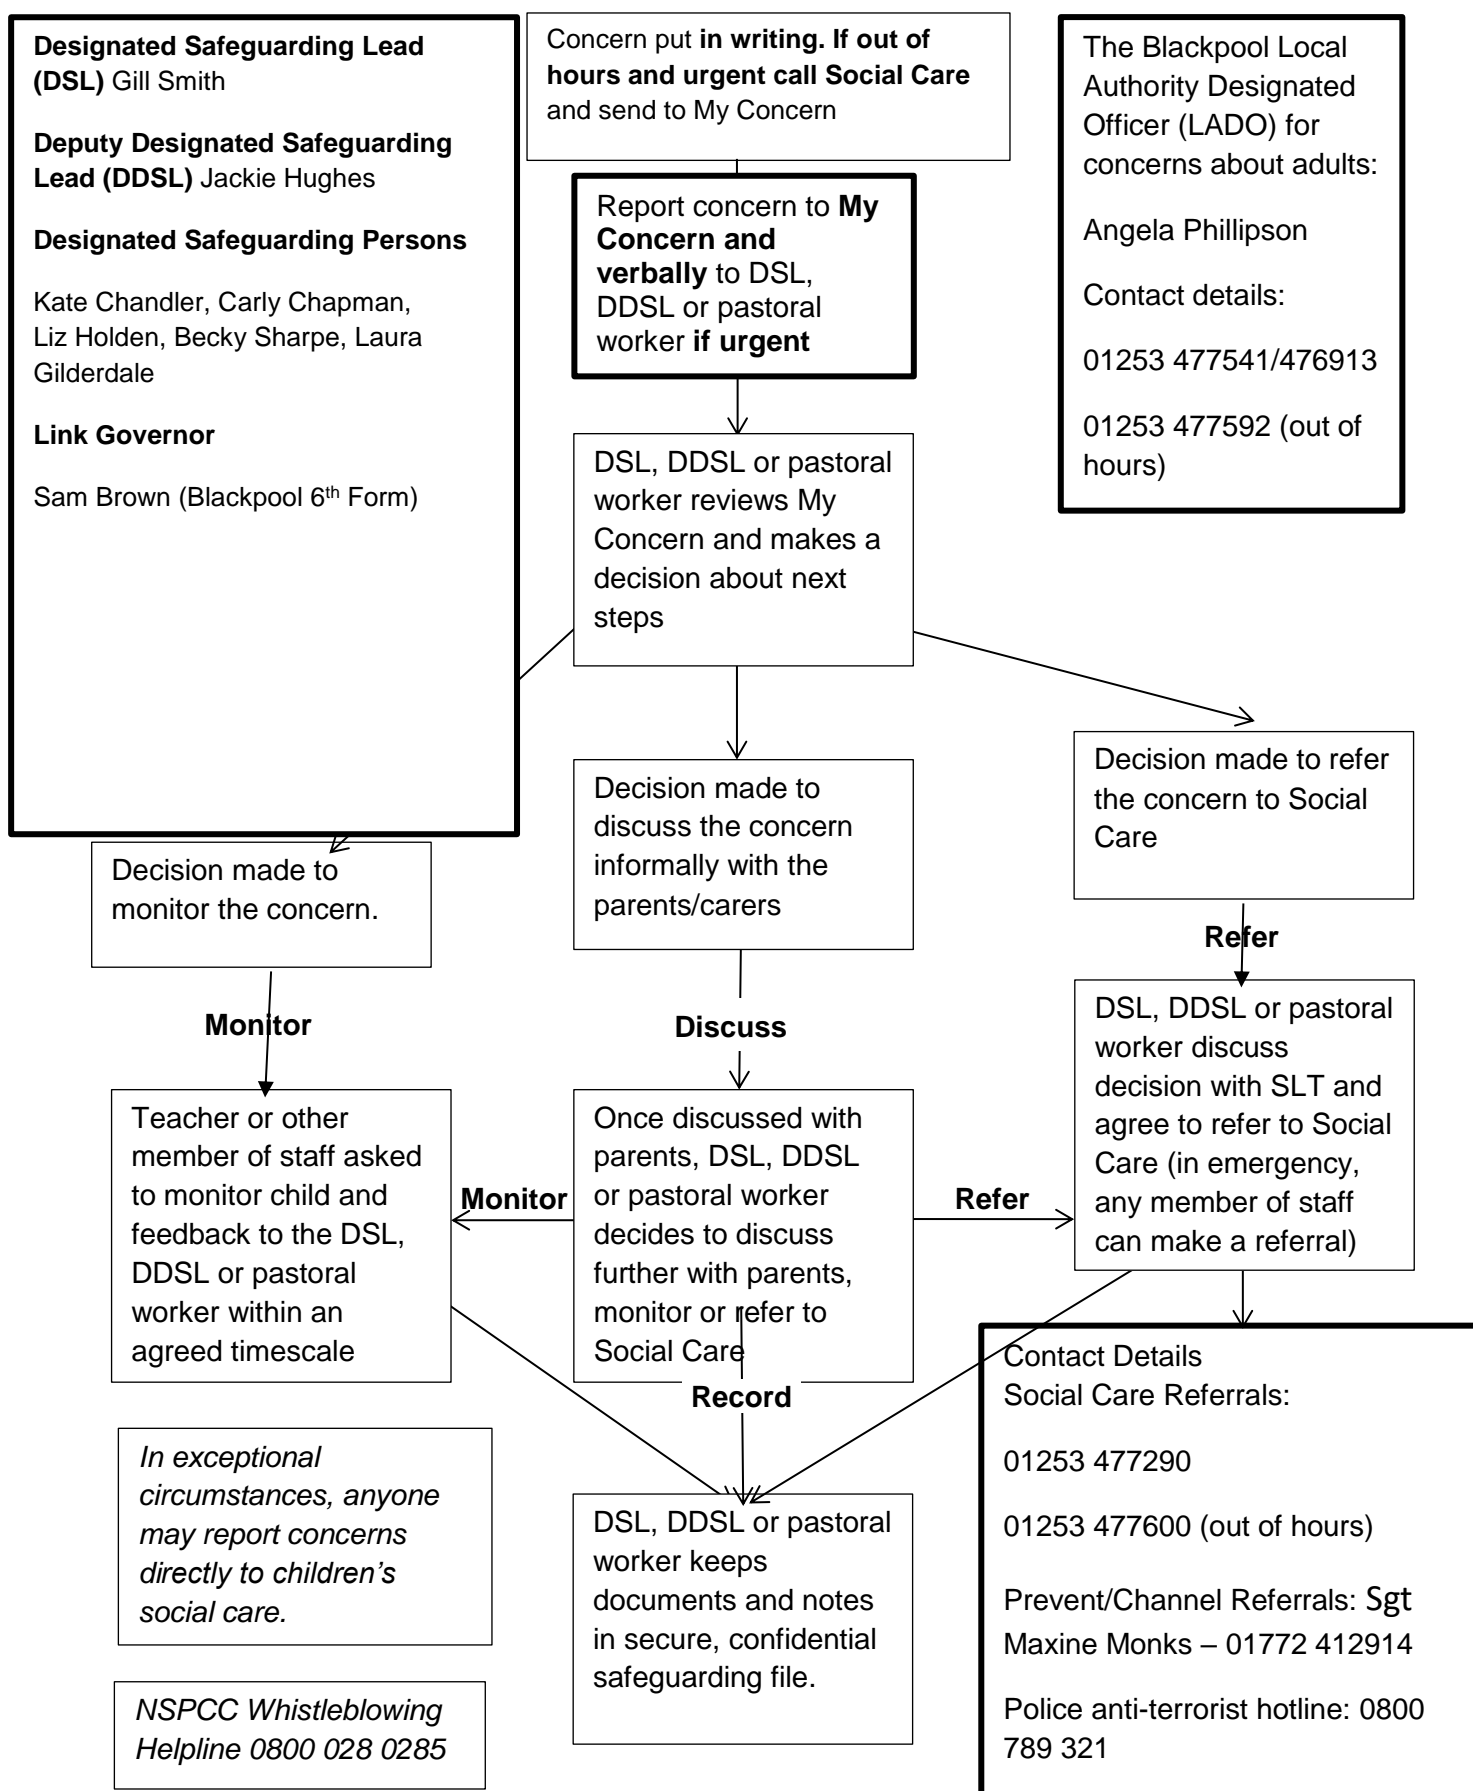 Designated Safeguarding Lead
(DSL) Gill Smith
Deputy Designated Safeguarding
Lead (DDSL) Jackie Hughes
Designated Safeguarding Persons
Kate Chandler, Carly Chapman,
Liz Holden, Becky Sharpe, Laura
Gilderdale
Link Governor
Sam Brown (Blackpool 6th Form)
Concern put in writing. If out of
hours and urgent call Social Care
and send to My Concern
Report concern to My
Concern and
verbally to DSL,
DDSL or pastoral
worker if urgent
The Blackpool Local
Authority Designated
Officer (LADO) for
concerns about adults:
Angela Phillipson
Contact details:
01253 477541/476913
01253 477592 (out of
hours)
DSL, DDSL or pastoral
worker reviews My
Concern and makes a
decision about next
steps
Decision made to
monitor the concern.
Decision made to
discuss the concern
informally with the
parents/carers
Decision made to refer
the concern to Social
Care
Monitor
Discuss
Refer
Teacher or other
member of staff asked
to monitor child and
feedback to the DSL,
DDSL or pastoral
worker within an
agreed timescale
Monitor
Once discussed with
parents, DSL, DDSL
or pastoral worker
decides to discuss
further with parents,
monitor or refer to
Social Care
Refer
DSL, DDSL or pastoral
worker discuss
decision with SLT and
agree to refer to Social
Care (in emergency,
any member of staff
can make a referral)
Record
In exceptional
circumstances, anyone
may report concerns
directly to children’s
social care.
NSPCC Whistleblowing
Helpline 0800 028 0285
DSL, DDSL or pastoral
worker keeps
documents and notes
in secure, confidential
safeguarding file.
Contact Details
Social Care Referrals:
01253 477290
01253 477600 (out of hours)
Prevent/Channel Referrals: Sgt
Maxine Monks – 01772 412914
Police anti-terrorist hotline: 0800
789 321